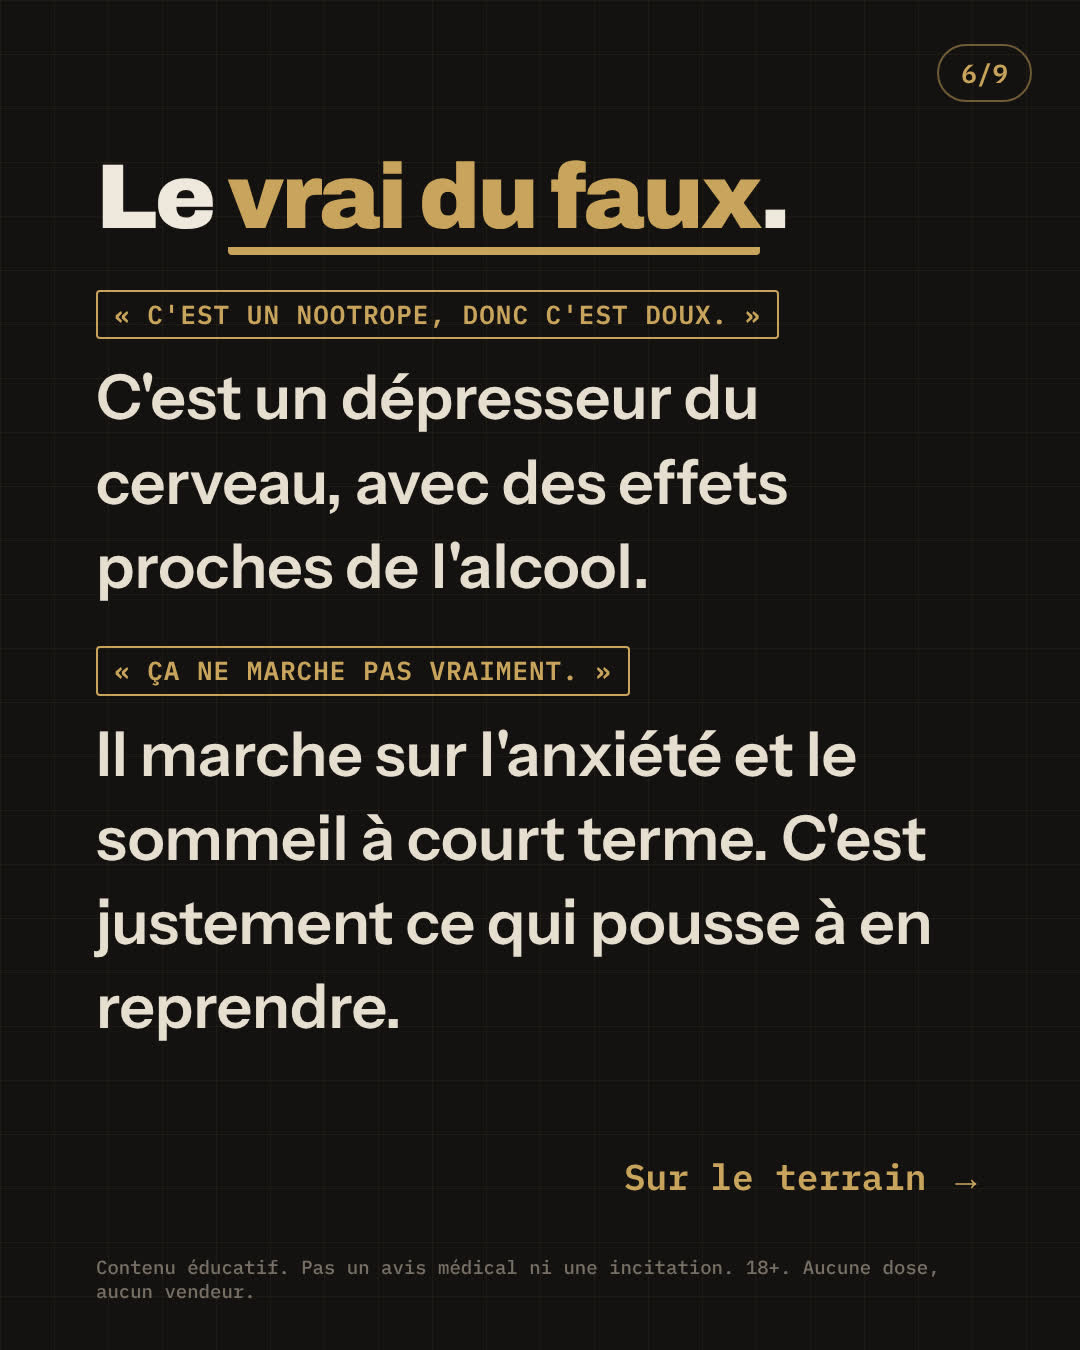 6/9
Le vrai du faux.
« C'EST UN NOOTROPE, DONC C'EST DOUX. »
C'est un dépresseur du
cerveau, avec des effets
proches de l'alcool.
« ÇA NE MARCHE PAS VRAIMENT. »
Il marche sur l'anxiété et le
sommeil à court terme. C'est
justement ce qui pousse à en
reprendre.
Sur le terrain →
Contenu éducatif. Pas un avis médical ni une incitation. 18+. Aucune dose,
aucun vendeur.